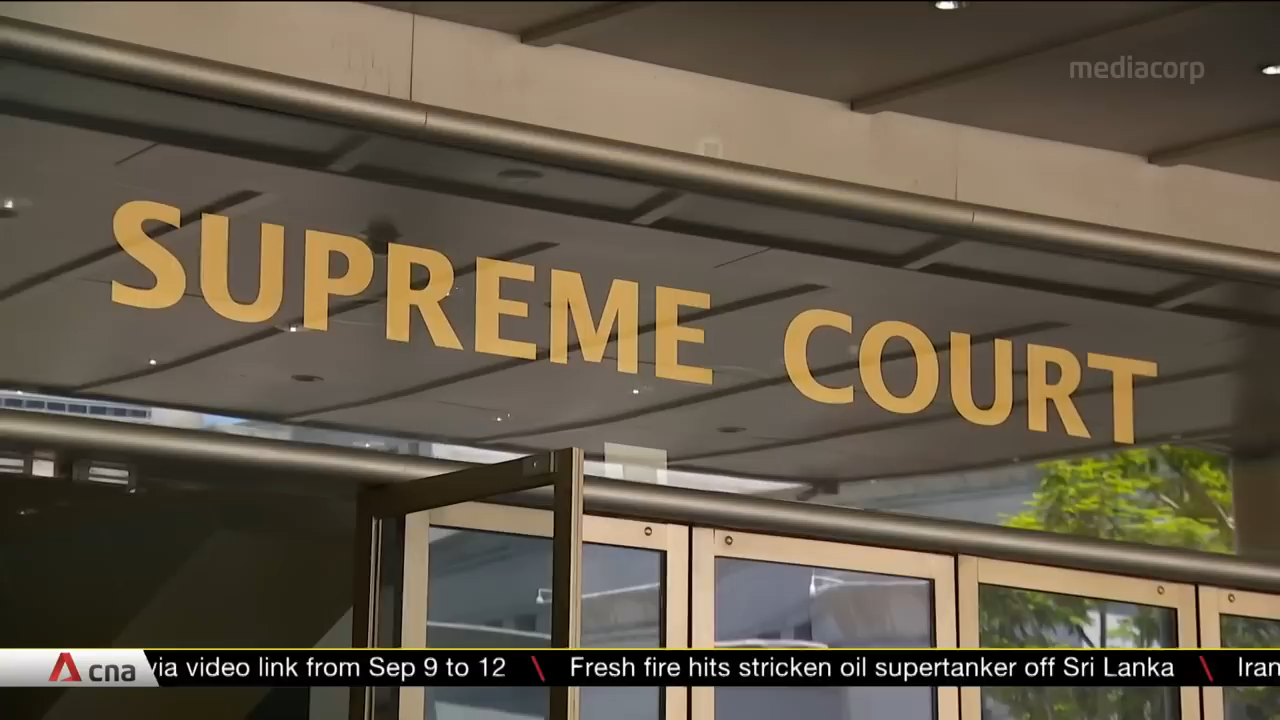 mediacorp
SUPREME COURT
cna via video link from Sep 9 to 12 \ Fresh fire hits stricken oil supertanker off Sri Lanka \ Iran